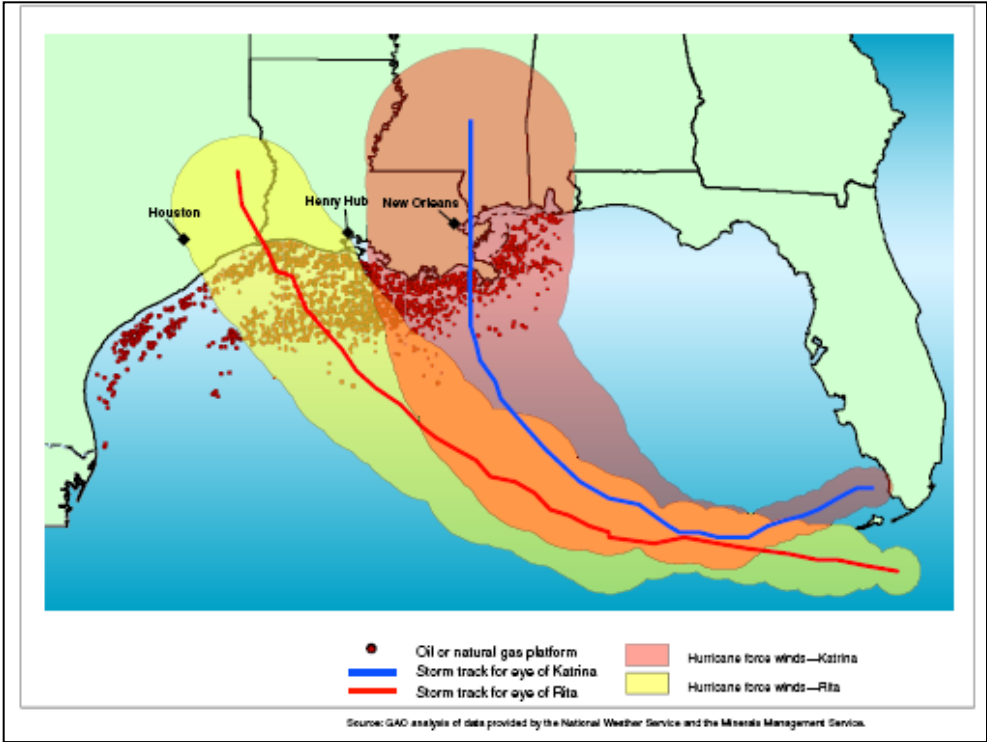 Houston
Henry Hub
New Orleans
Oil or natural gas platform
Storm track for eye of Katrina
Storm track for eye of Rita
Hurricane force winds—Katrina
Hurricane force winds—Rita
Source: GAO analysis of data provided by the National Weather Service and the Minerals Management Service.